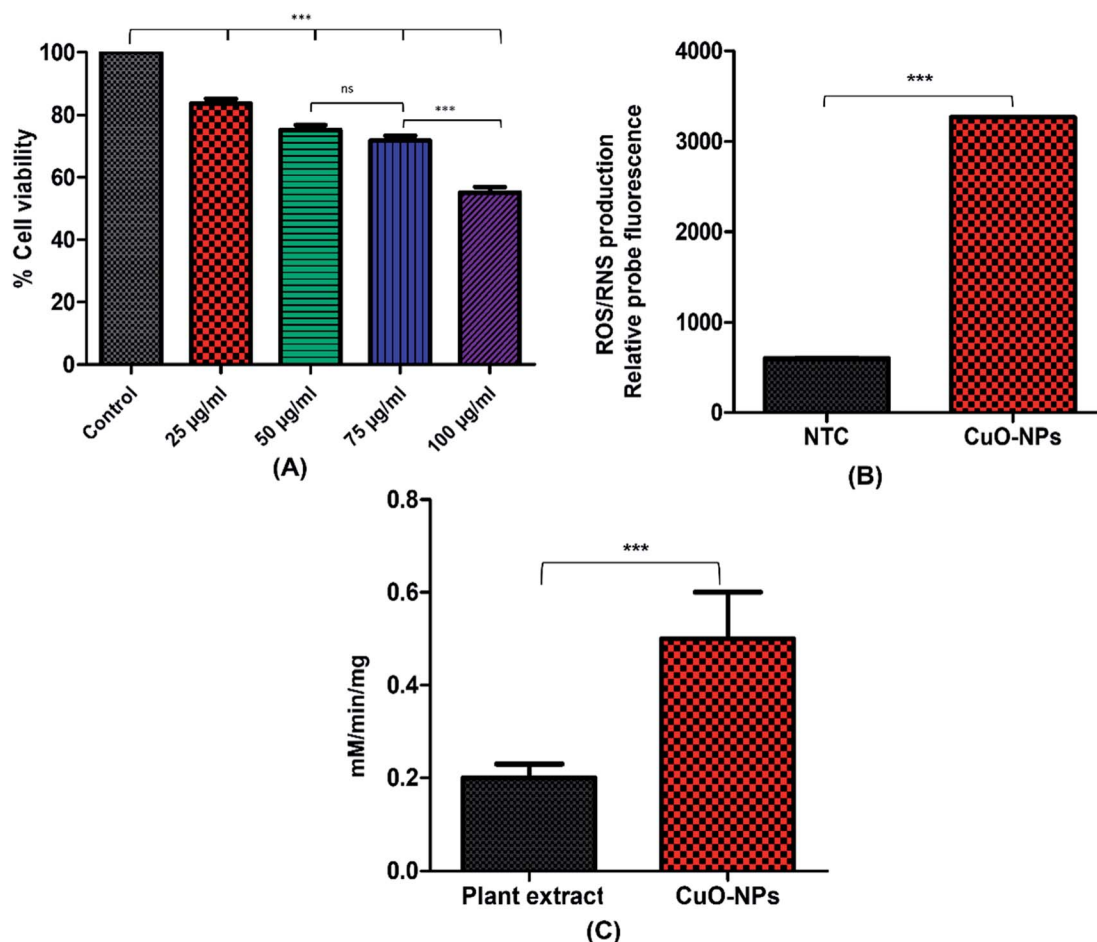 ***
100
80
60
40
20
0
% Cell viability
ns
***
Control
25 µg/ml
50 µg/ml
75 µg/ml
100 µg/ml
(A)
4000
3000
2000
1000
0
ROS/RNS production
Relative probe fluorescence
***
NTC
CuO-NPs
(B)
0.8
0.6
0.4
0.2
0.0
mM/min/mg
***
Plant extract
CuO-NPs
(C)